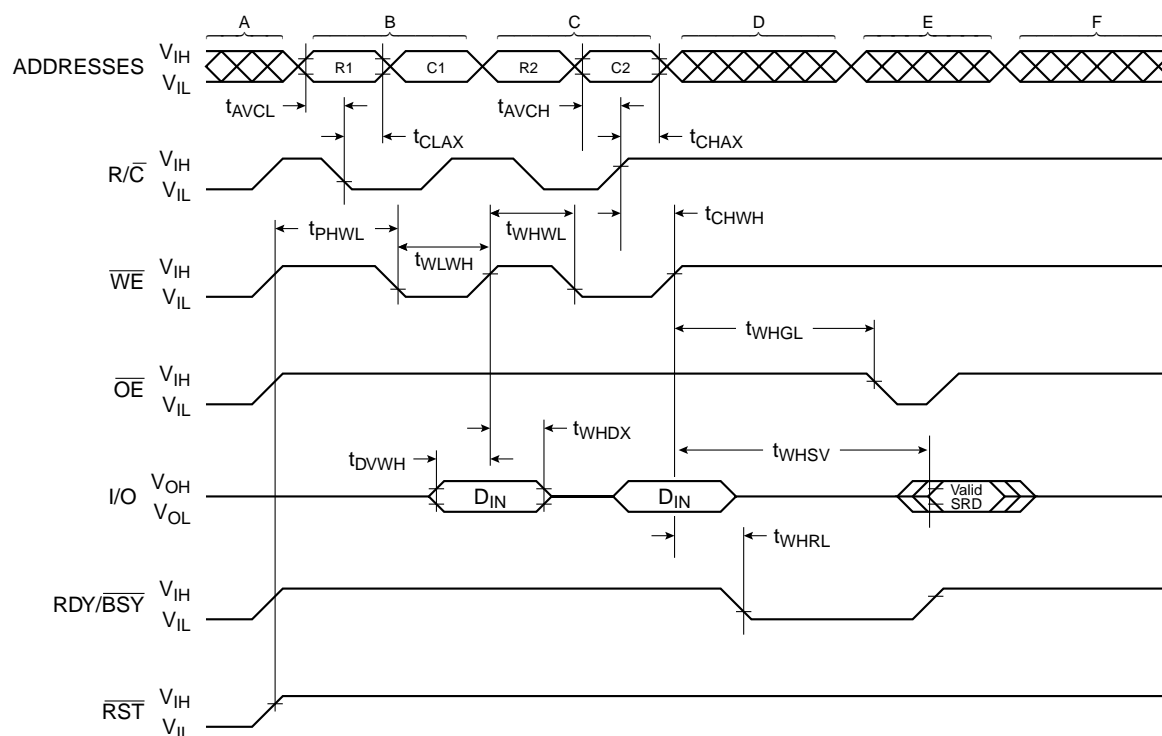 A B C D E F
ADDRESSES V_IH V_IL R1 C1 R2 C2
t_AVCL t_AVCH
t_CLAX t_CHAX
R/C̅ V_IH V_IL
t_PHWL t_WHWL t_CHWH
t_WLWH
W̅E̅ V_IH V_IL
t_WHGL
O̅E̅ V_IH V_IL
t_WHDX
t_DVWH t_WHSV
I/O V_OH V_OL D_IN D_IN Valid SRD
t_WHRL
RDY/B̅S̅Y̅ V_IH V_IL
R̅S̅T̅ V_IH V_IL